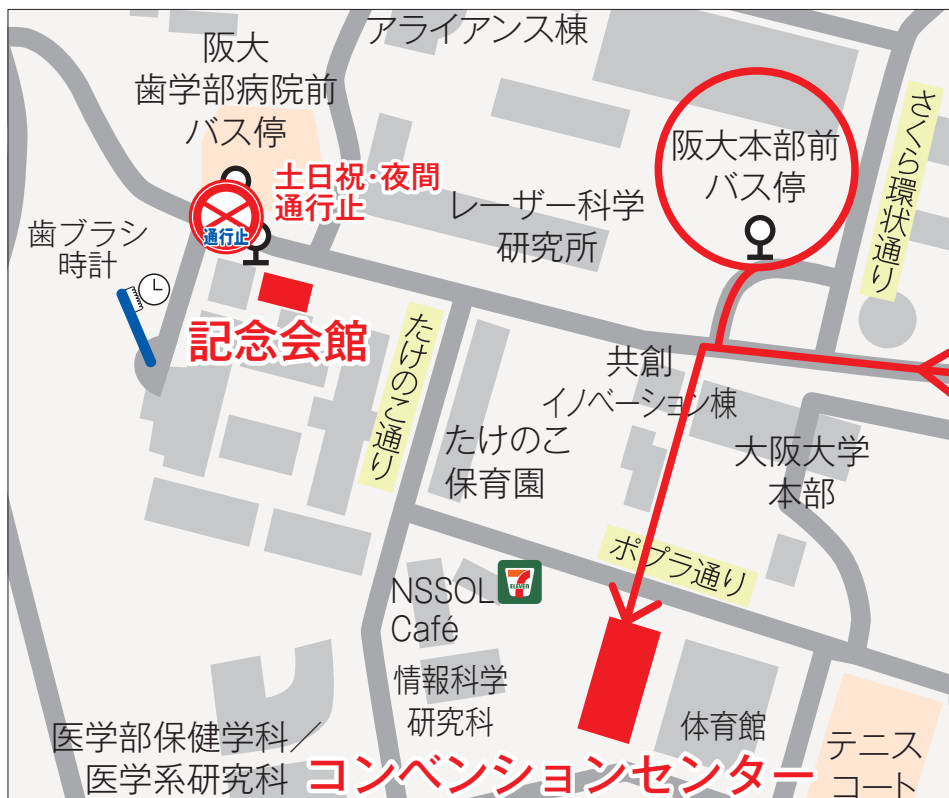 アライアンス棟
阪大
歯学部病院前
バス停
土日祝・夜間
通行止
通行止
阪大本部前
バス停
さくら環状通り
レーザー科学
研究所
歯ブラシ
時計
記念会館
たけのこ通り
共創
イノベーション棟
たけのこ
保育園
大阪大学
本部
ポプラ通り
NSSOL
Café
7
ELEVEN
情報科学
研究科
体育館
医学部保健学科／
医学系研究科
コンベンションセンター
テニス
コート